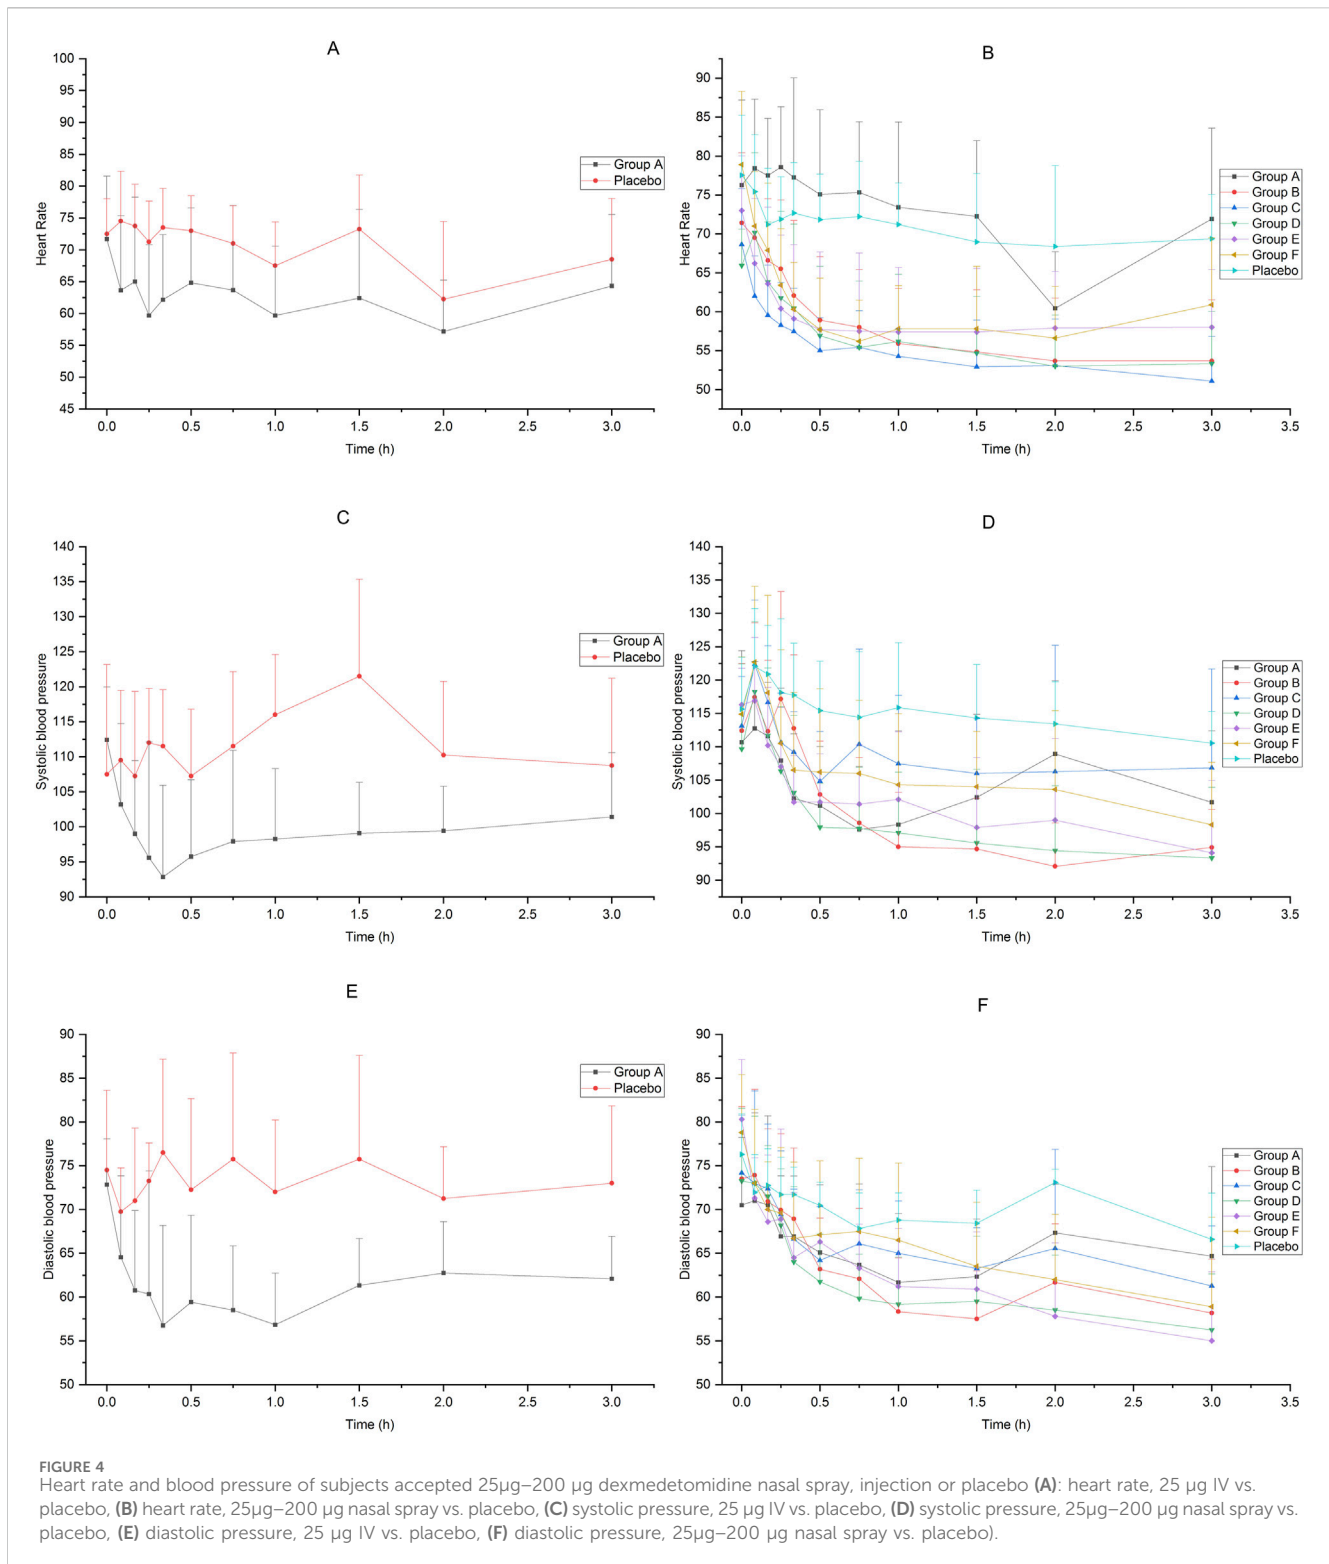 A
100
95
90
85
80
75
70
65
60
55
50
45
Heart Rate
0.0 0.5 1.0 1.5 2.0 2.5 3.0
Time (h)
Group A
Placebo
B
90
85
80
75
70
65
60
55
50
Heart Rate
0.0 0.5 1.0 1.5 2.0 2.5 3.0 3.5
Time (h)
Group A
Group B
Group C
Group D
Group E
Group F
Placebo
C
140
135
130
125
120
115
110
105
100
95
90
Systolic blood pressure
0.0 0.5 1.0 1.5 2.0 2.5 3.0
Time (h)
Group A
Placebo
D
140
135
130
125
120
115
110
105
100
95
90
Systolic blood pressure
0.0 0.5 1.0 1.5 2.0 2.5 3.0 3.5
Time (h)
Group A
Group B
Group C
Group D
Group E
Group F
Placebo
E
90
85
80
75
70
65
60
55
50
Diastolic blood pressure
0.0 0.5 1.0 1.5 2.0 2.5 3.0
Time (h)
Group A
Placebo
F
90
85
80
75
70
65
60
55
50
Diastolic blood pressure
0.0 0.5 1.0 1.5 2.0 2.5 3.0 3.5
Time (h)
Group A
Group B
Group C
Group D
Group E
Group F
Placebo
FIGURE 4
Heart rate and blood pressure of subjects accepted 25μg–200 μg dexmedetomidine nasal spray, injection or placebo (A): heart rate, 25 μg IV vs.
placebo, (B) heart rate, 25μg–200 μg nasal spray vs. placebo, (C) systolic pressure, 25 μg IV vs. placebo, (D) systolic pressure, 25μg–200 μg nasal spray vs.
placebo, (E) diastolic pressure, 25 μg IV vs. placebo, (F) diastolic pressure, 25μg–200 μg nasal spray vs. placebo).